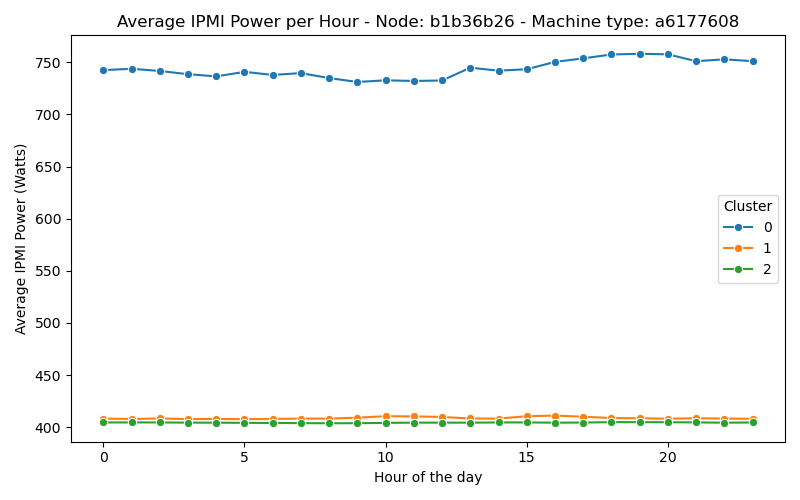 Average IPMI Power per Hour - Node: b1b36b26 - Machine type: a6177608
Average IPMI Power (Watts)
750
700
650
600
550
500
450
400
Cluster
0
1
2
0 5 10 15 20
Hour of the day